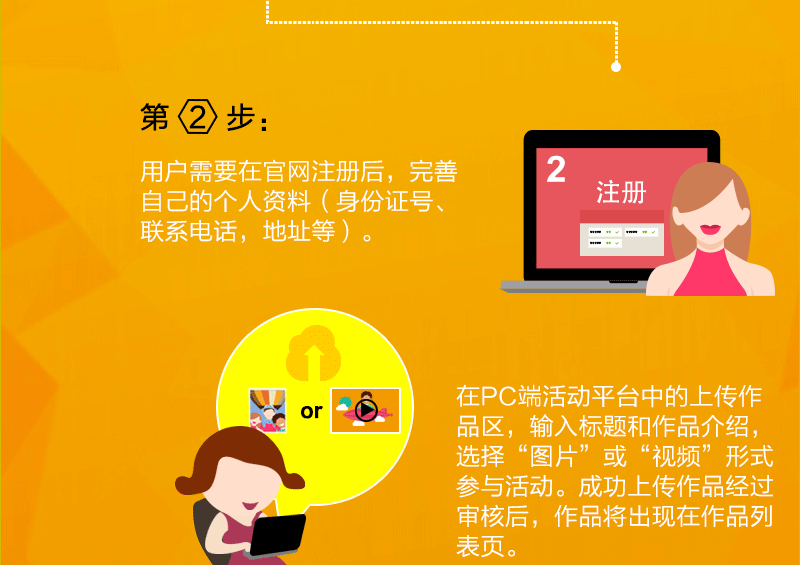 第2步：
用户需要在官网注册后，完善
自己的个人资料（身份证号、
联系电话，地址等）。
2
注册
or
在PC端活动平台中的上传作
品区，输入标题和作品介绍，
选择“图片”或“视频”形式
参与活动。成功上传作品经过
审核后，作品将出现在作品列
表页。